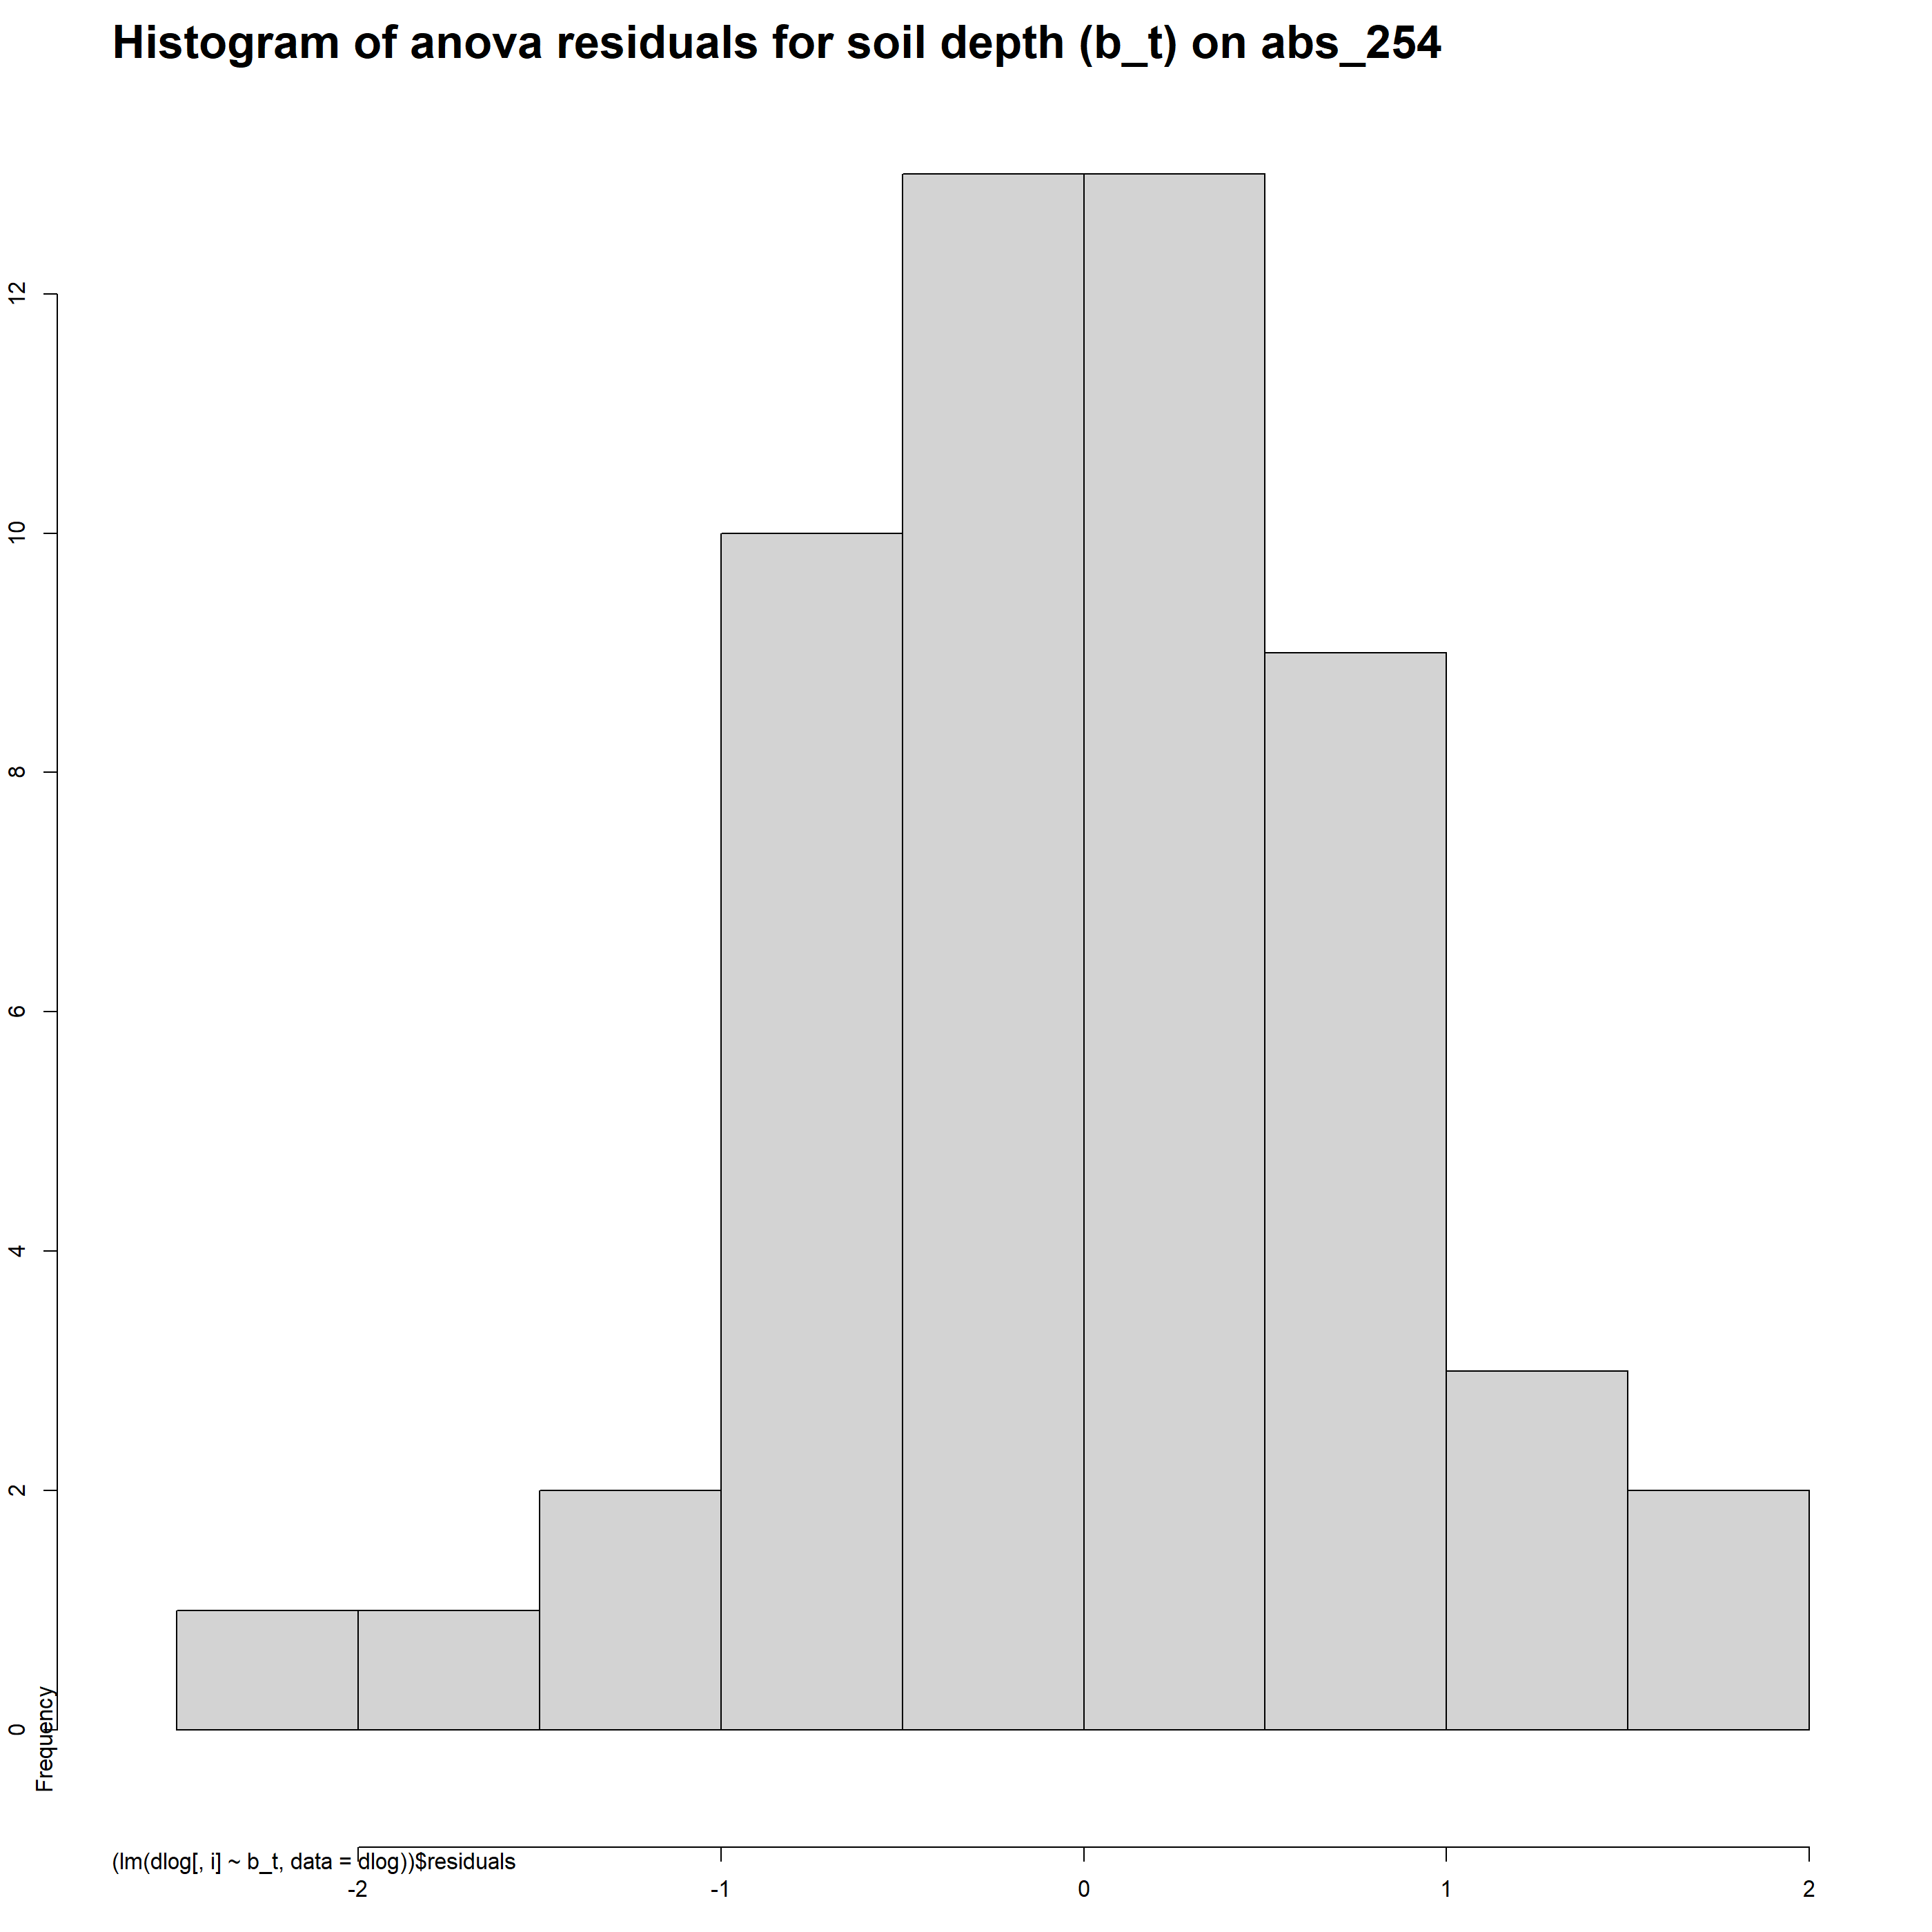 Histogram of anova residuals for soil depth (b_t) on abs_254
12
10
8
6
4
2
0
Frequency
(lm(dlog[, i] ~ b_t, data = dlog))$residuals
-2 -1 0 1 2